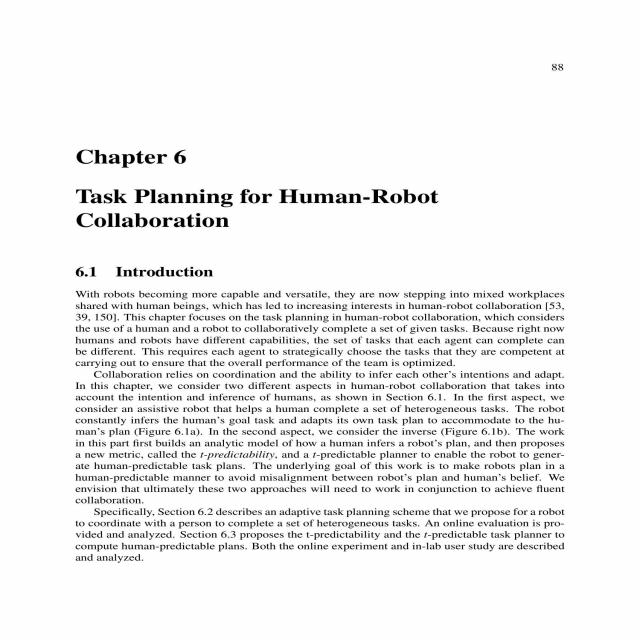 88
Chapter 6
Task Planning for Human-Robot
Collaboration
6.1 Introduction
With robots becoming more capable and versatile, they are now stepping into mixed workplaces
shared with human beings, which has led to increasing interests in human-robot collaboration [53,
39, 150]. This chapter focuses on the task planning in human-robot collaboration, which considers
the use of a human and a robot to collaboratively complete a set of given tasks. Because right now
humans and robots have different capabilities, the set of tasks that each agent can complete can
be different. This requires each agent to strategically choose the tasks that they are competent at
carrying out to ensure that the overall performance of the team is optimized.
Collaboration relies on coordination and the ability to infer each other's intentions and adapt.
In this chapter, we consider two different aspects in human-robot collaboration that takes into
account the intention and inference of humans, as shown in Section 6.1. In the first aspect, we
consider an assistive robot that helps a human complete a set of heterogeneous tasks. The robot
constantly infers the human's goal task and adapts its own task plan to accommodate to the hu-
man's plan (Figure 6.1a). In the second aspect, we consider the inverse (Figure 6.1b). The work
in this part first builds an analytic model of how a human infers a robot's plan, and then proposes
a new metric, called the t-predictability, and a t-predictable planner to enable the robot to gener-
ate human-predictable task plans. The underlying goal of this work is to make robots plan in a
human-predictable manner to avoid misalignment between robot's plan and human's belief. We
envision that ultimately these two approaches will need to work in conjunction to achieve fluent
collaboration.
Specifically, Section 6.2 describes an adaptive task planning scheme that we propose for a robot
to coordinate with a person to complete a set of heterogeneous tasks. An online evaluation is pro-
vided and analyzed. Section 6.3 proposes the t-predictability and the t-predictable task planner to
compute human-predictable plans. Both the online experiment and in-lab user study are described
and analyzed.